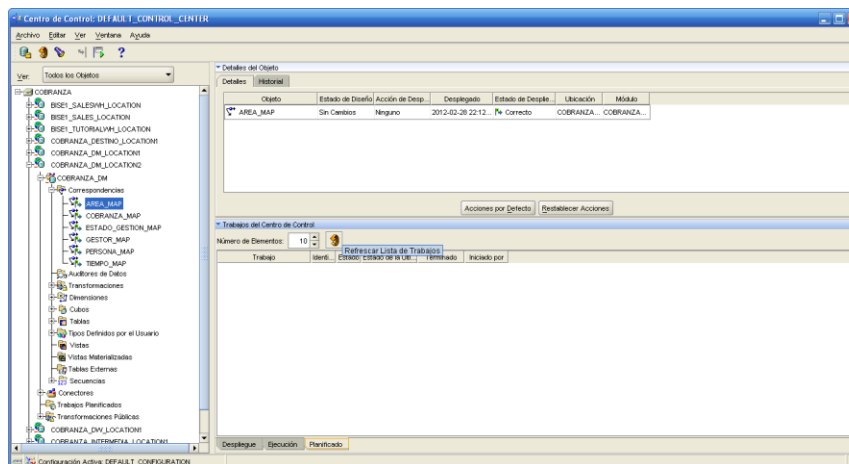 Centro de Control: DEFAULT_CONTROL_CENTER
Archivo Editar Ver Ventana Ayuda
Ver: Todos los Objetos
COBRANZA
BISE1_SALESWH_LOCATION
BISE1_SALES_LOCATION
BISE1_TUTORIALWH_LOCATION
COBRANZA_DESTINO_LOCATION1
COBRANZA_DM_LOCATION1
COBRANZA_DM_LOCATION2
COBRANZA_DM
Correspondencias
AREA_MAP
COBRANZA_MAP
ESTADO_GESTION_MAP
GESTOR_MAP
PERSONA_MAP
TIEMPO_MAP
Auditores de Datos
Transformaciones
Dimensiones
Cubos
Tablas
Tipos Definidos por el Usuario
Vistas
Vistas Materializadas
Tablas Externas
Secuencias
Conectores
Trabajos Planificados
Transformaciones Públicas
COBRANZA_DW_LOCATION1
COBRANZA_INTERMEDIA_LOCATION1
Detalles del Objeto
Detalles Historial
Objeto Estado de Diseño Acción de Desp... Desplegado Estado de Desplie... Ubicación Módulo
AREA_MAP Sin Cambios Ninguno 2012-02-28 22:12... Correcto COBRANZA... COBRANZA...
Acciones por Defecto Restablecer Acciones
Trabajos del Centro de Control
Número de Elementos: 10
Refrescar Lista de Trabajos
Trabajo Identi... Estado: Estado de la Últi... Terminado Iniciado por
Despliegue Ejecución Planificado
Configuración Activa: DEFAULT_CONFIGURATION